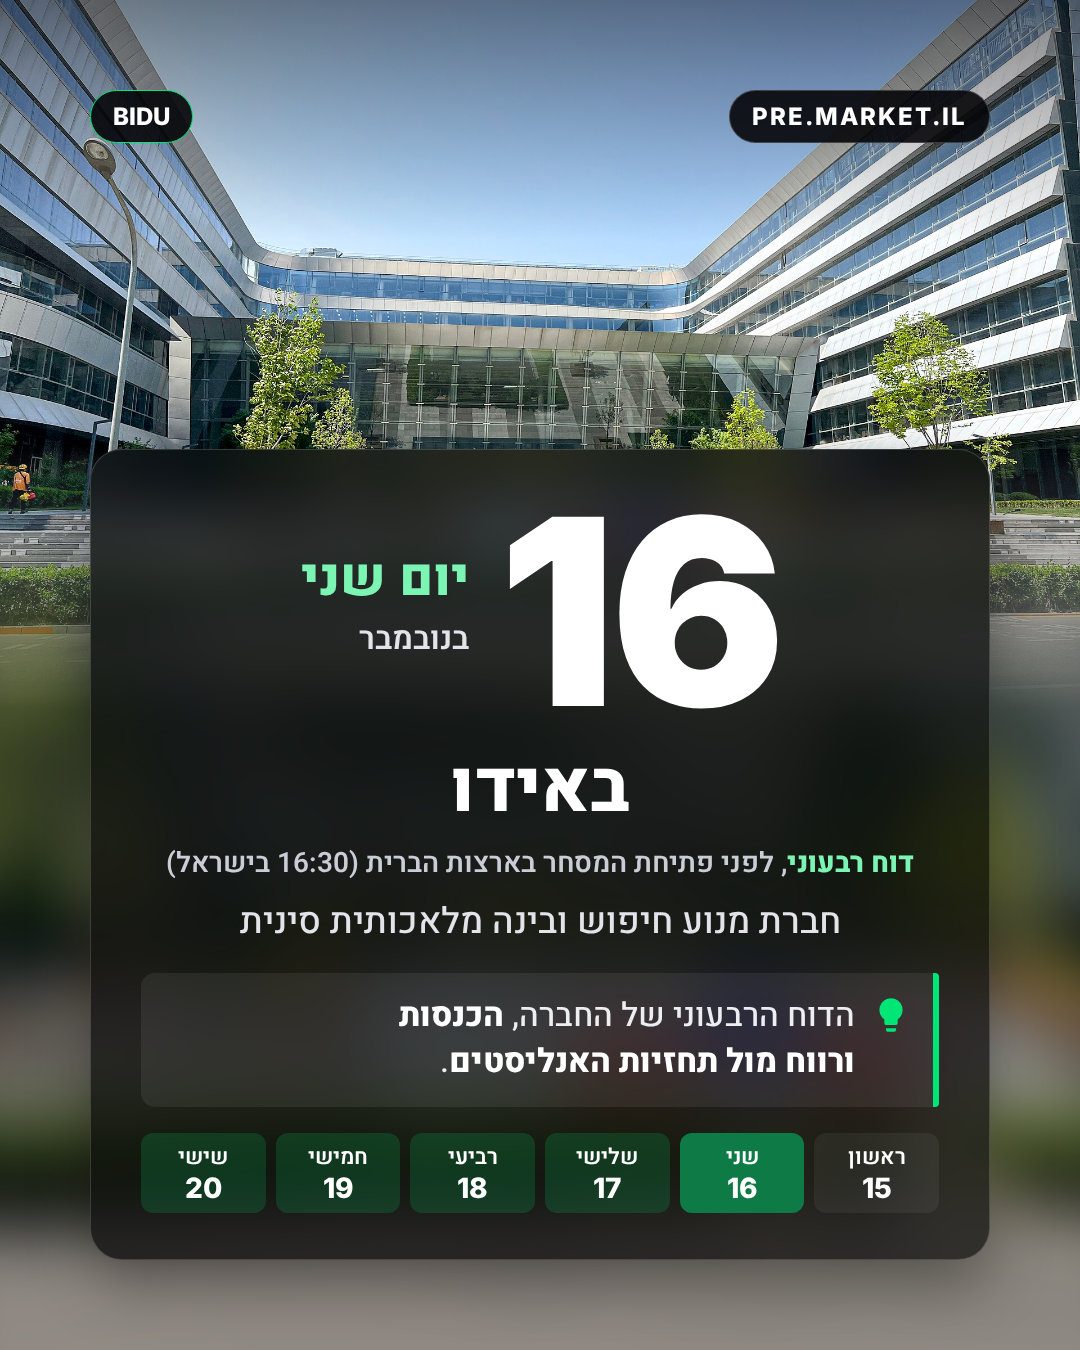 BIDU
PRE.MARKET.IL
16
יום שני
בנובמבר
באידו
דוח רבעוני, לפני פתיחת המסחר בארצות הברית (16:30 בישראל)
חברת מנוע חיפוש ובינה מלאכותית סינית
הדוח הרבעוני של החברה, הכנסות
ורווח מול תחזיות האנליסטים.
ראשון
15
שני
16
שלישי
17
רביעי
18
חמישי
19
שישי
20